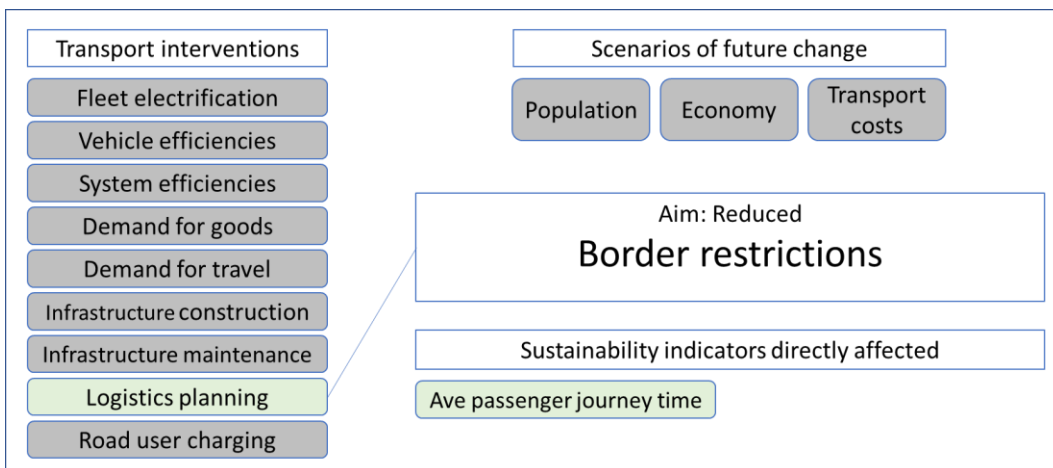 Transport interventions
Fleet electrification
Vehicle efficiencies
System efficiencies
Demand for goods
Demand for travel
Infrastructure construction
Infrastructure maintenance
Logistics planning
Road user charging
Scenarios of future change
Population
Economy
Transport
costs
Aim: Reduced
Border restrictions
Sustainability indicators directly affected
Ave passenger journey time